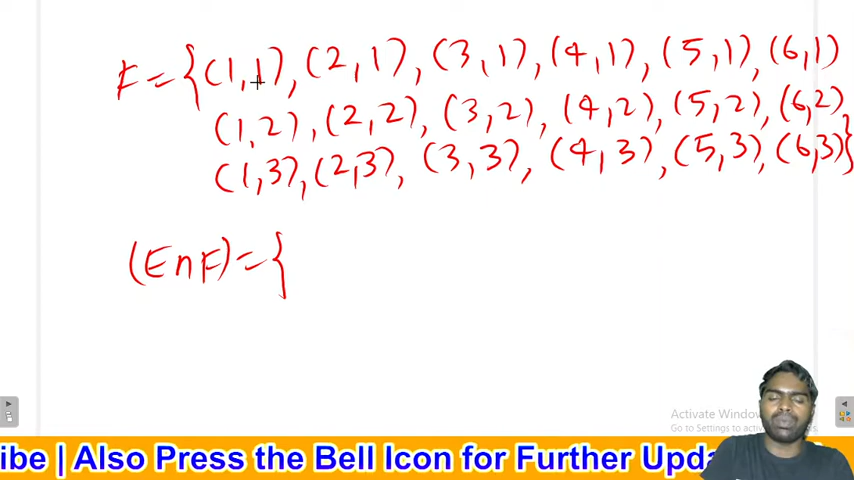 F = {(1,1), (2,1), (3,1), (4,1), (5,1), (6,1)
(1,2), (2,2), (3,2), (4,2), (5,2), (6,2),
(1,3), (2,3), (3,3), (4,3), (5,3), (6,3)}
(E∩F) = {
Activate Window
Go to Settings to activ
ibe | Also Press the Bell Icon for Further Upda